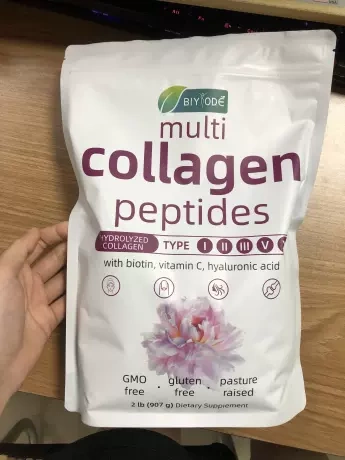 BIYODE
multi
collagen
peptides
HYDROLYZED
COLLAGEN
TYPE I II III V
with biotin, vitamin C, hyaluronic acid
GMO free · gluten free · pasture raised
2 lb (907 g) Dietary Supplement